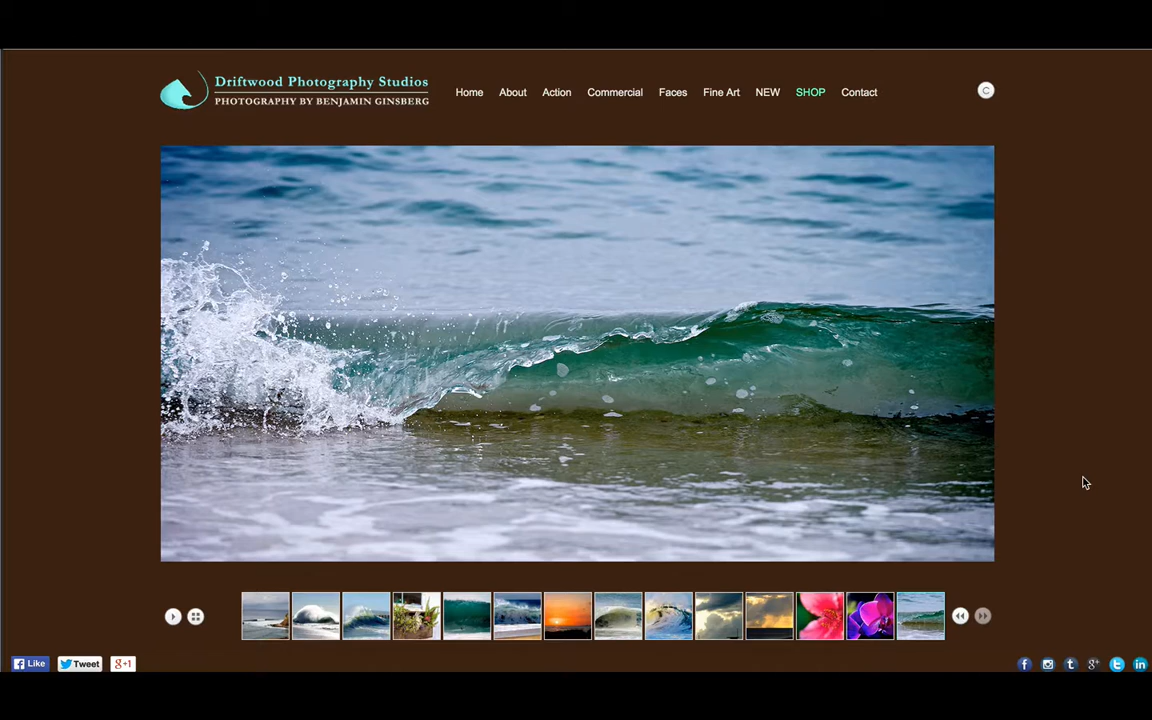 Driftwood Photography Studios
PHOTOGRAPHY BY BENJAMIN GINSBERG
Home About Action Commercial Faces Fine Art NEW SHOP Contact
Like Tweet +1